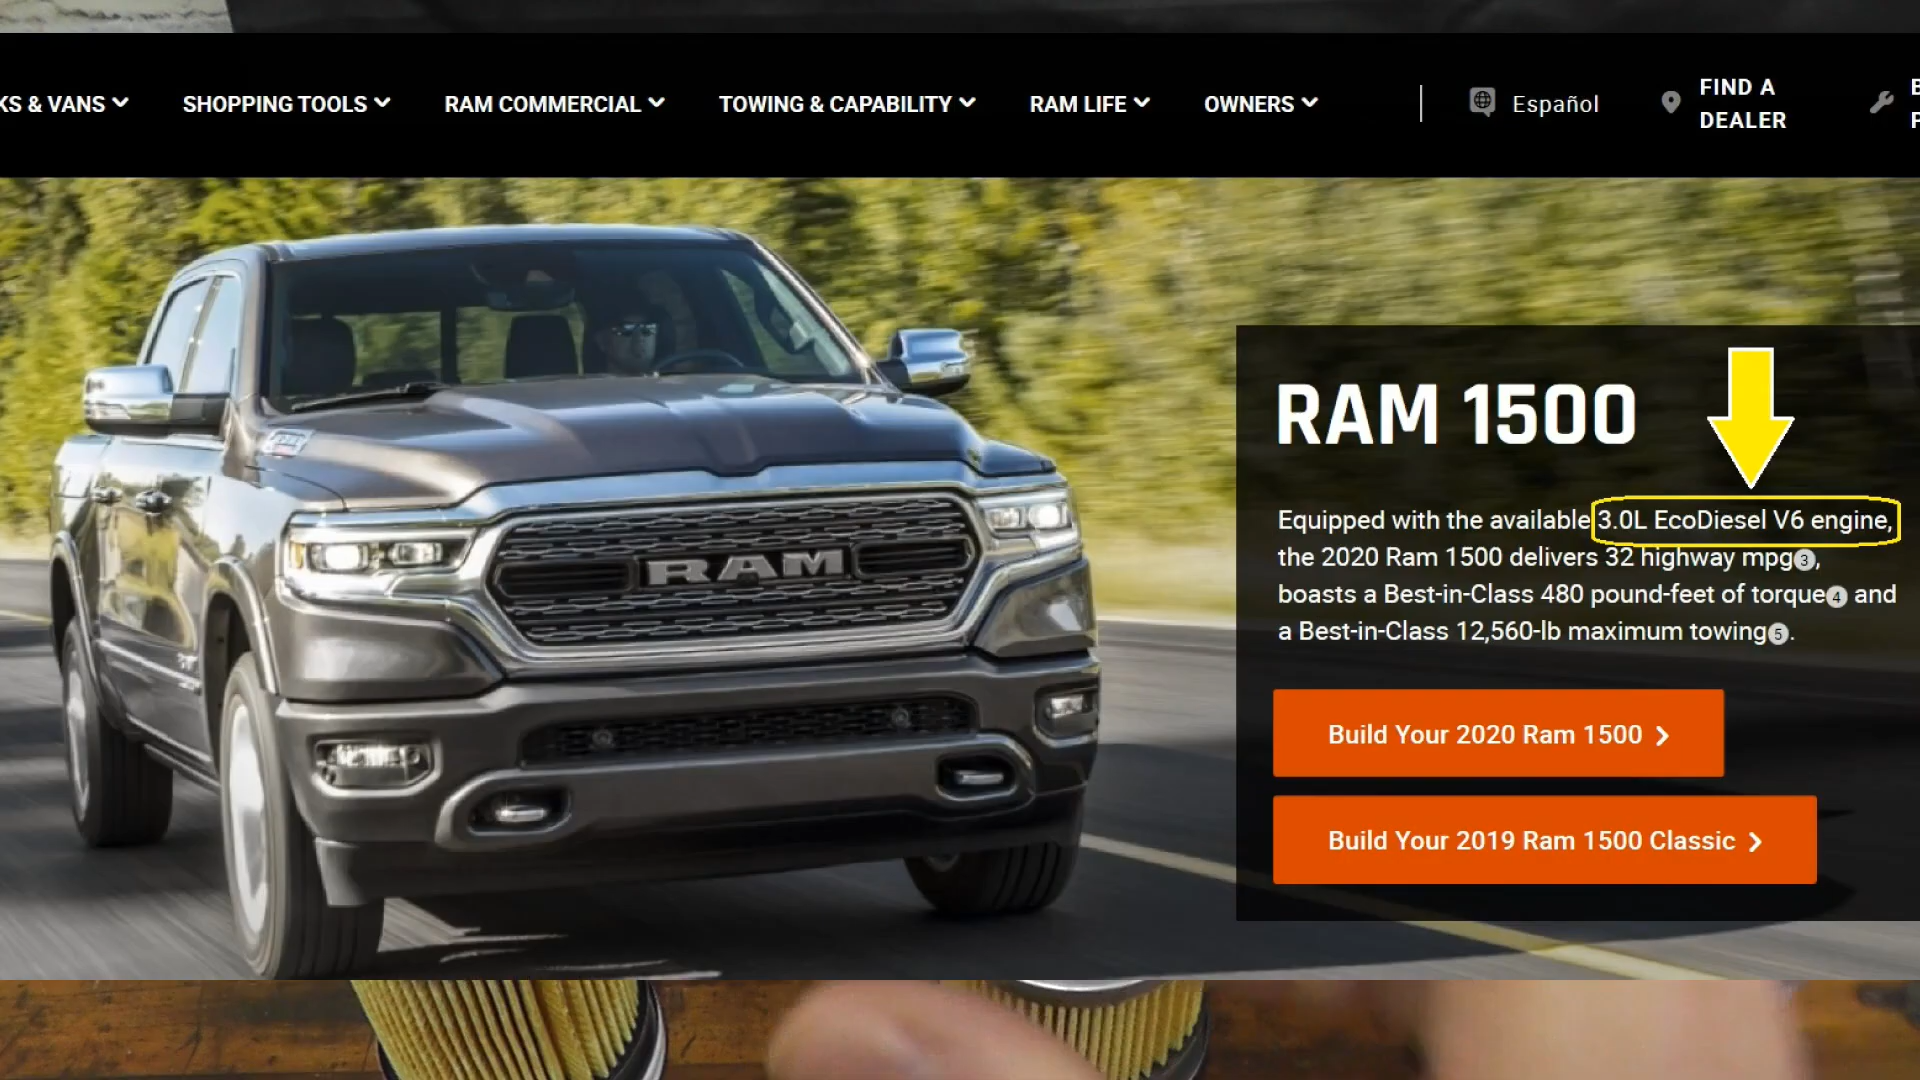 KS & VANS SHOPPING TOOLS RAM COMMERCIAL TOWING & CAPABILITY RAM LIFE OWNERS Español
FIND A
DEALER
B
P
RAM
RAM 1500
Equipped with the available 3.0L EcoDiesel V6 engine,
the 2020 Ram 1500 delivers 32 highway mpg3,
boasts a Best-in-Class 480 pound-feet of torque4 and
a Best-in-Class 12,560-lb maximum towing5.
Build Your 2020 Ram 1500
Build Your 2019 Ram 1500 Classic